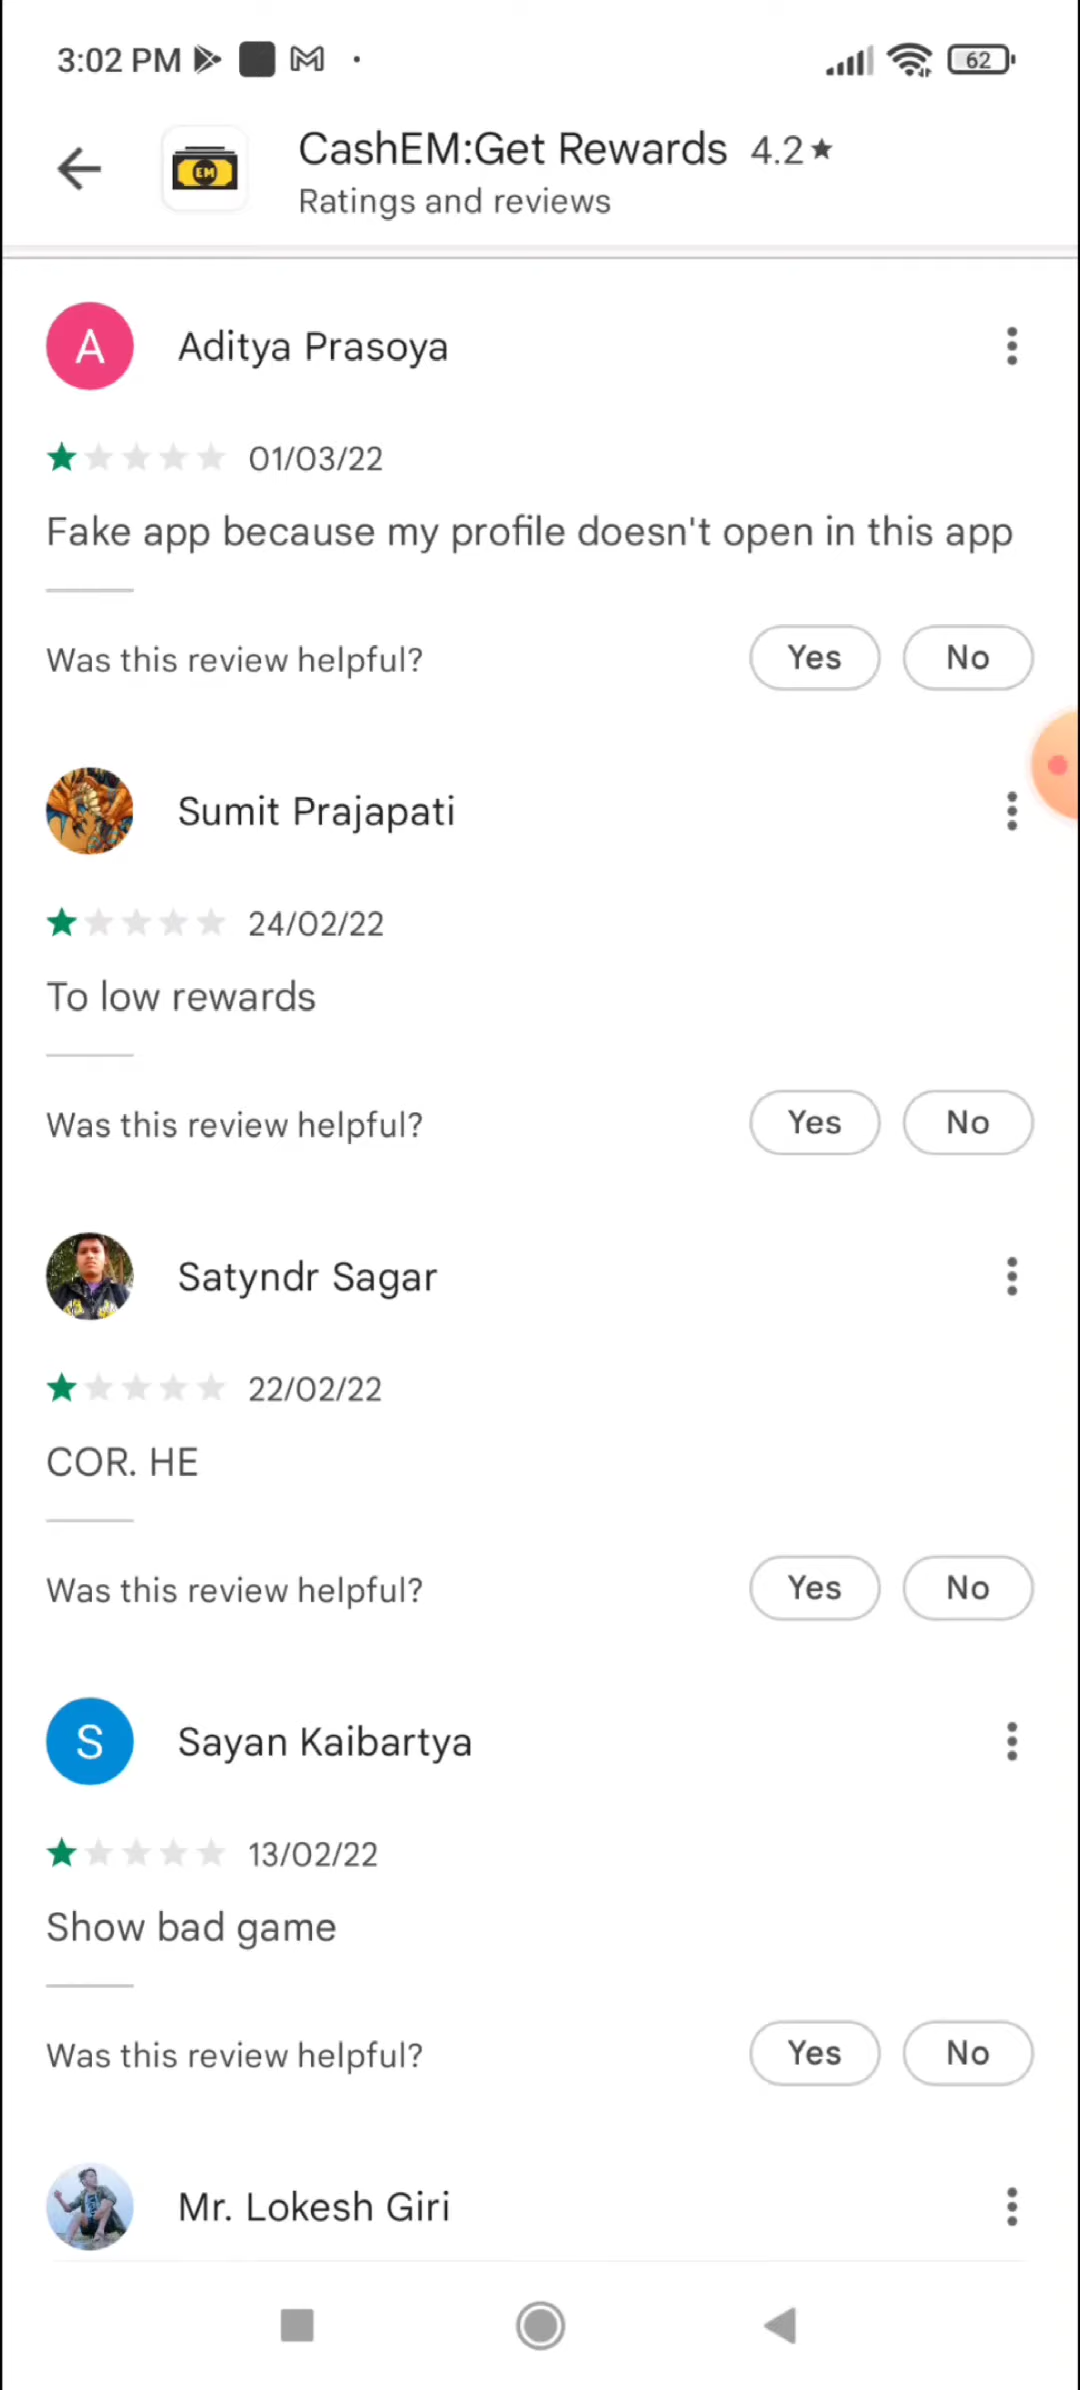 3:02 PM
62
CashEM:Get Rewards 4.2★
Ratings and reviews
EM
A
Aditya Prasoya
01/03/22
Fake app because my profile doesn't open in this app
Was this review helpful? Yes No
Sumit Prajapati
24/02/22
To low rewards
Was this review helpful? Yes No
Satyndr Sagar
22/02/22
COR. HE
Was this review helpful? Yes No
S
Sayan Kaibartya
13/02/22
Show bad game
Was this review helpful? Yes No
Mr. Lokesh Giri